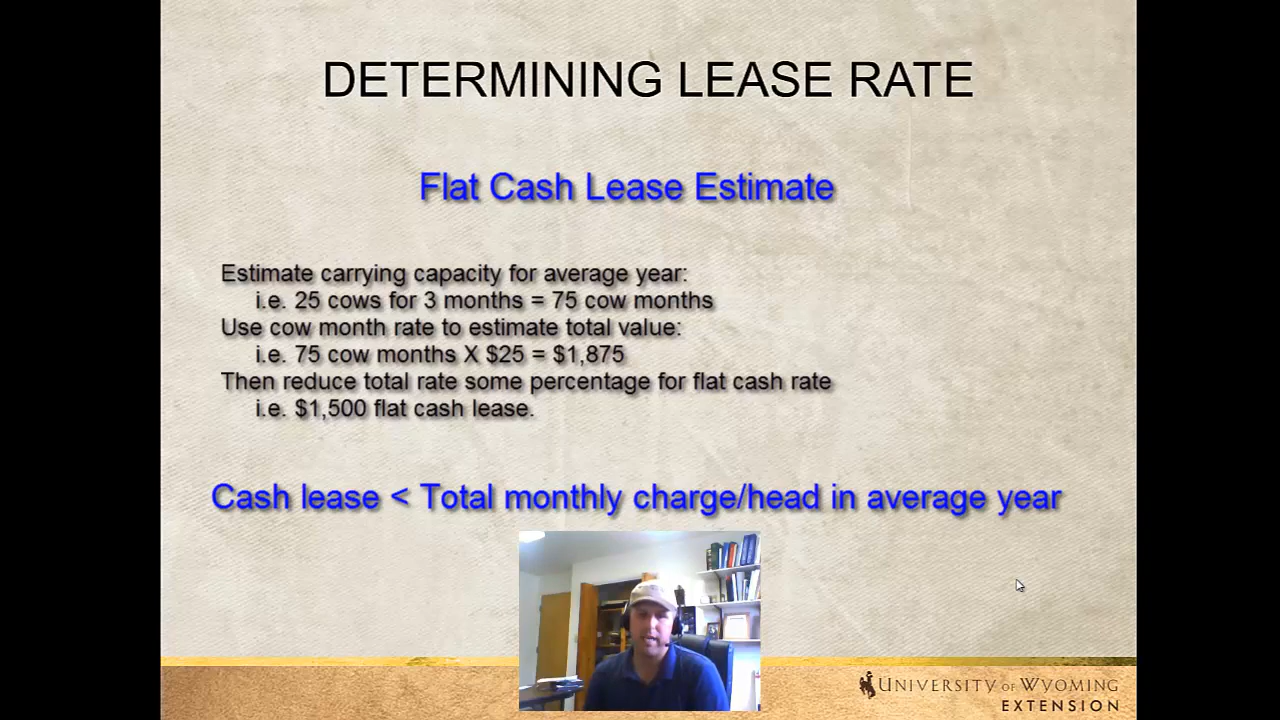 DETERMINING LEASE RATE
Flat Cash Lease Estimate
Estimate carrying capacity for average year:
i.e. 25 cows for 3 months = 75 cow months
Use cow month rate to estimate total value:
i.e. 75 cow months X $25 = $1,875
Then reduce total rate some percentage for flat cash rate
i.e. $1,500 flat cash lease.
Cash lease < Total monthly charge/head in average year
UNIVERSITY OF WYOMING
EXTENSION